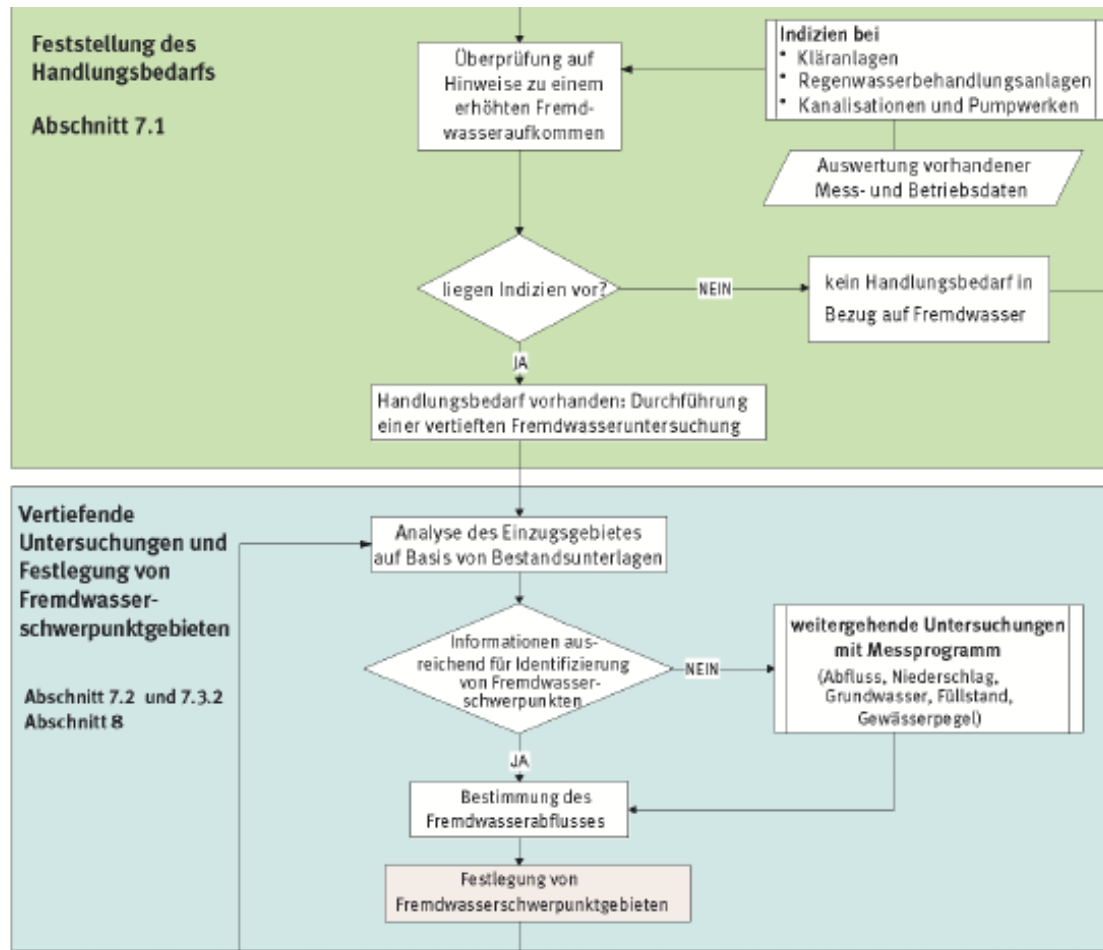 Feststellung des
Handlungsbedarfs
Abschnitt 7.1
Überprüfung auf
Hinweise zu einem
erhöhten Fremd-
wasseraufkommen
Indizien bei
• Kläranlagen
• Regenwasserbehandlungsanlagen
• Kanalisationen und Pumpwerken
Auswertung vorhandener
Mess- und Betriebsdaten
liegen Indizien vor?
NEIN
kein Handlungsbedarf in
Bezug auf Fremdwasser
JA
Handlungsbedarf vorhanden: Durchführung
einer vertieften Fremdwasseruntersuchung
Vertiefende
Untersuchungen und
Festlegung von
Fremdwasser-
schwerpunktgebieten
Abschnitt 7.2 und 7.3.2
Abschnitt 8
Analyse des Einzugsgebietes
auf Basis von Bestandsunterlagen
Informationen aus-
reichend für Identifizierung
von Fremdwasser-
schwerpunkten
NEIN
weitergehende Untersuchungen
mit Messprogramm
(Abfluss, Niederschlag,
Grundwasser, Füllstand,
Gewässerpegel)
JA
Bestimmung des
Fremdwasserabflusses
Festlegung von
Fremdwasserschwerpunktgebieten